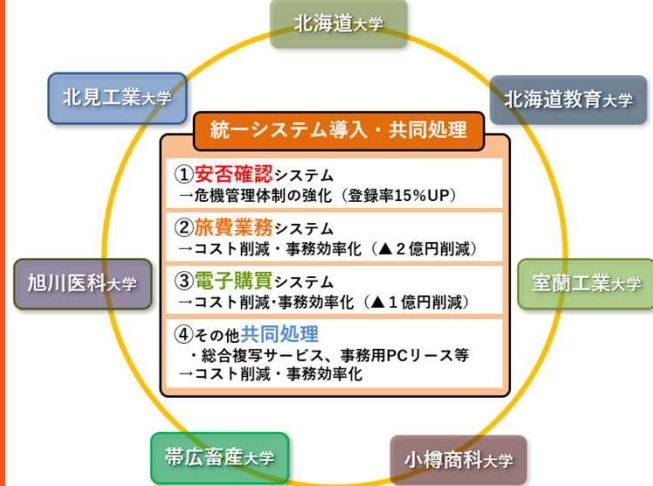 北海道大学
北見工業大学
北海道教育大学
統一システム導入・共同処理
①安否確認システム
→危機管理体制の強化（登録率15％UP）
②旅費業務システム
→コスト削減・事務効率化（▲２億円削減）
③電子購買システム
→コスト削減･事務効率化（▲１億円削減）
④その他共同処理
・総合複写サービス、事務用PCリース等
→コスト削減・事務効率化
旭川医科大学
室蘭工業大学
帯広畜産大学
小樽商科大学